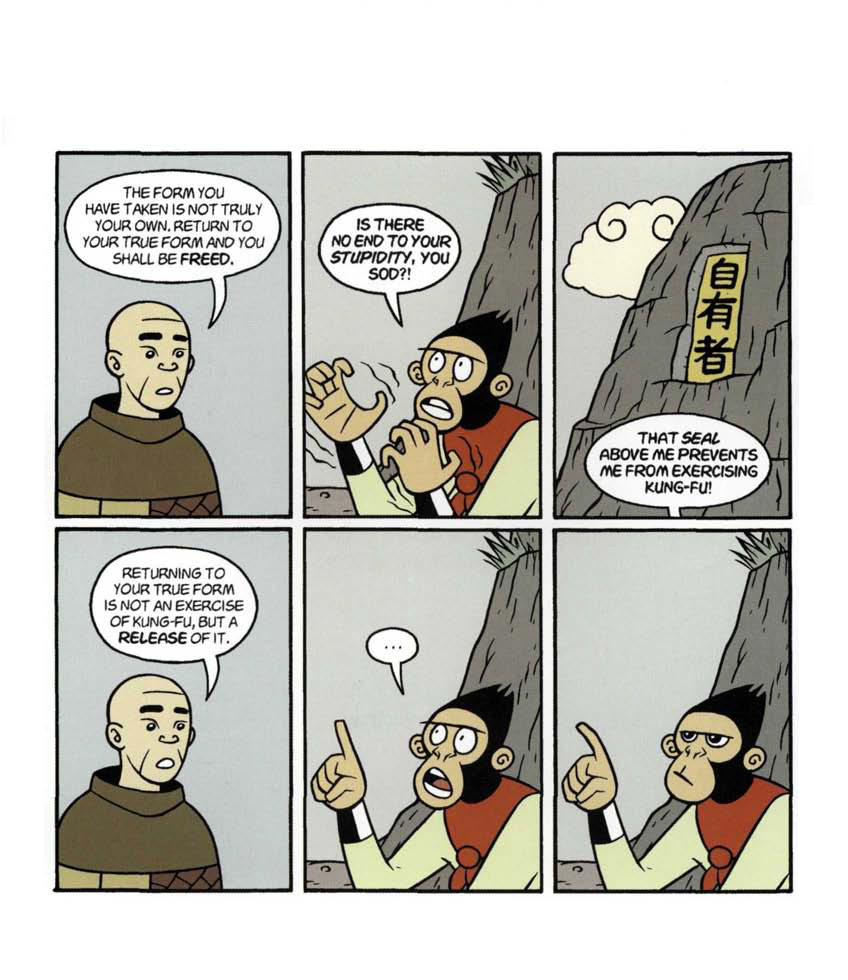 THE FORM YOU
HAVE TAKEN IS NOT TRULY
YOUR OWN. RETURN TO
YOUR TRUE FORM AND YOU
SHALL BE FREED.
IS THERE
NO END TO YOUR
STUPIDITY, YOU
SOD?!
自有者
THAT SEAL
ABOVE ME PREVENTS
ME FROM EXERCISING
KUNG-FU!
RETURNING TO
YOUR TRUE FORM
IS NOT AN EXERCISE
OF KUNG-FU, BUT A
RELEASE OF IT.
...